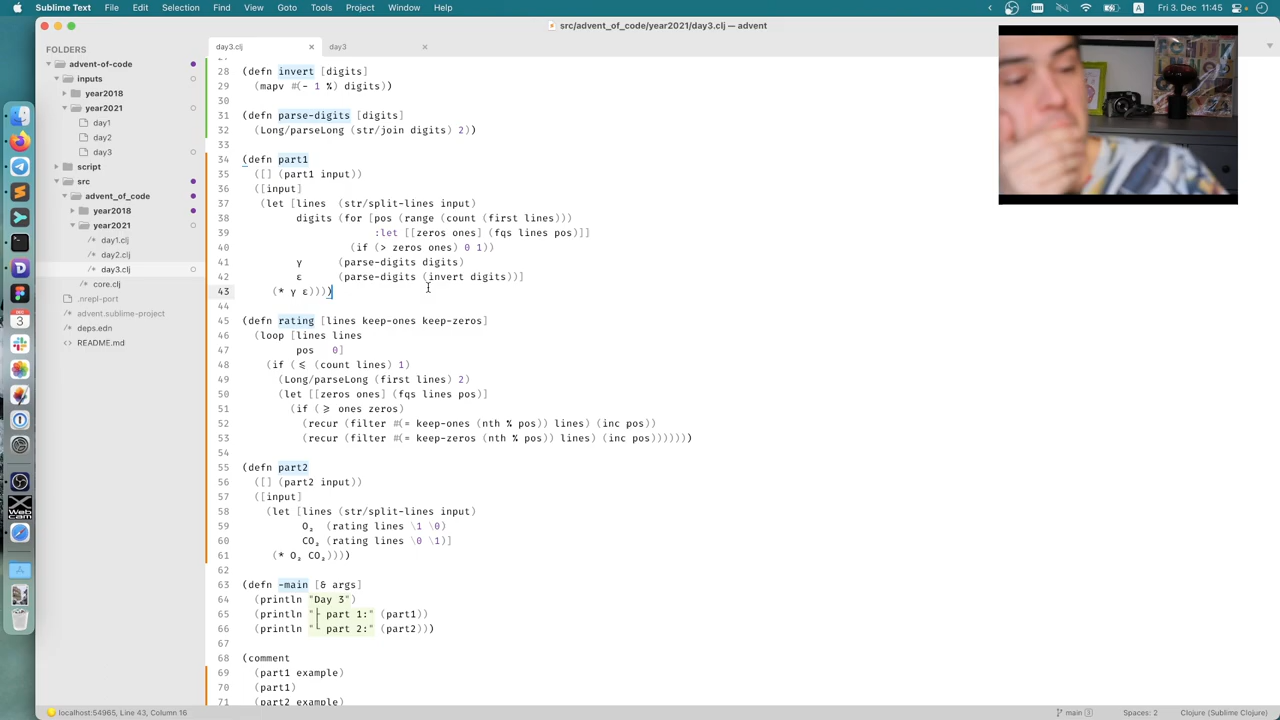 Sublime Text File Edit Selection Find View Goto Tools Project Window Help
Fri, Dec 3, 11:45
src/advent_of_code/year2021/day3.clj — advent
FOLDERS
advent-of-code
inputs
year2018
year2021
day1
day2
day3
script
src
advent_of_code
year2018
year2021
day1.clj
day2.clj
day3.clj
core.clj
.nrepl-port
advent.sublime-project
deps.edn
README.md
day3.clj day3
28 (defn invert [digits]
29 (mapv #(- 1 %) digits))
30
31 (defn parse-digits [digits]
32 (Long/parseLong (str/join digits) 2))
33
34 (defn part1
35 ([] (part1 input))
36 ([input]
37 (let [lines (str/split-lines input)
38 digits (for [pos (range (count (first lines)))
39 :let [[zeros ones] (fqs lines pos)]]
40 (if (> zeros ones) 0 1))
41 γ (parse-digits digits)
42 ε (parse-digits (invert digits))]
43 (* γ ε))))
44
45 (defn rating [lines keep-ones keep-zeros]
46 (loop [lines lines
47 pos 0]
48 (if (⩽ (count lines) 1)
49 (Long/parseLong (first lines) 2)
50 (let [[zeros ones] (fqs lines pos)]
51 (if (⩾ ones zeros)
52 (recur (filter #(= keep-ones (nth % pos)) lines) (inc pos))
53 (recur (filter #(= keep-zeros (nth % pos)) lines) (inc pos))))))
54
55 (defn part2
56 ([] (part2 input))
57 ([input]
58 (let [lines (str/split-lines input)
59 O₂ (rating lines \1 \0)
60 CO₂ (rating lines \0 \1)]
61 (* O₂ CO₂))))
62
63 (defn -main [& args]
64 (println "Day 3")
65 (println "├ part 1:" (part1))
66 (println "└ part 2:" (part2)))
67
68 (comment
69 (part1 example)
70 (part1)
71 (part2 example)
localhost:54965, Line 43, Column 16 main 3 Spaces: 2 Clojure (Sublime Clojure)